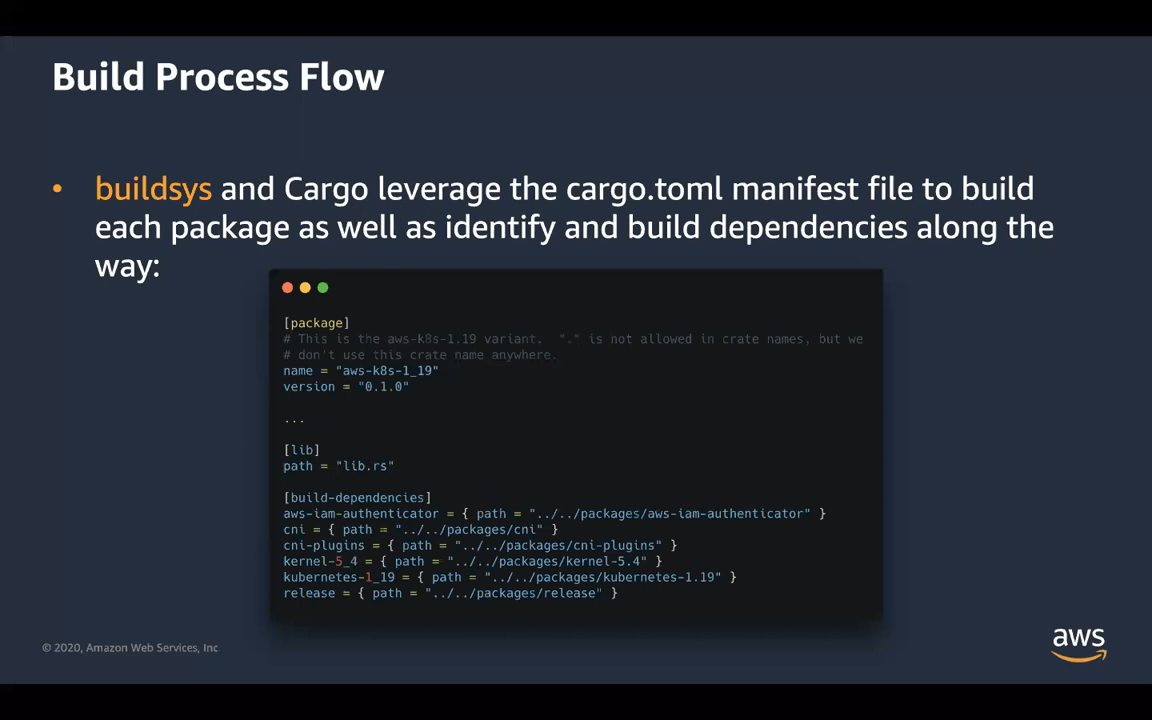 Build Process Flow
• buildsys and Cargo leverage the cargo.toml manifest file to build
each package as well as identify and build dependencies along the
way:
[package]
# This is the aws-k8s-1.19 variant.  "." is not allowed in crate names, but we
# don't use this crate name anywhere.
name = "aws-k8s-1_19"
version = "0.1.0"
...
[lib]
path = "lib.rs"
[build-dependencies]
aws-iam-authenticator = { path = "../../packages/aws-iam-authenticator" }
cni = { path = "../../packages/cni" }
cni-plugins = { path = "../../packages/cni-plugins" }
kernel-5_4 = { path = "../../packages/kernel-5.4" }
kubernetes-1_19 = { path = "../../packages/kubernetes-1.19" }
release = { path = "../../packages/release" }
© 2020, Amazon Web Services, Inc
aws